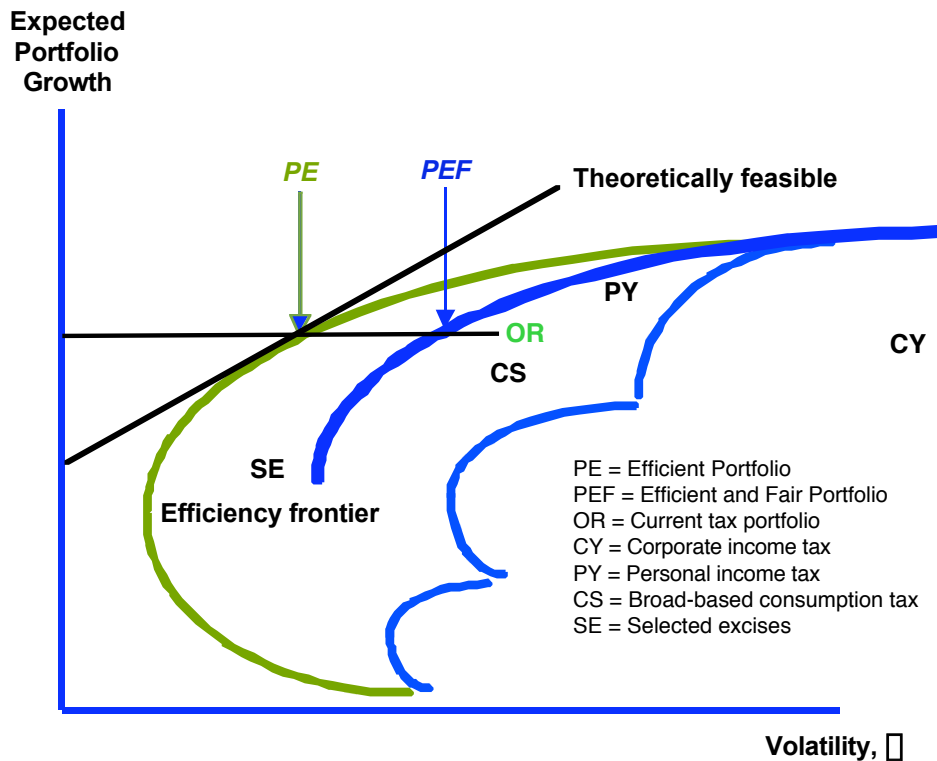 Expected
Portfolio
Growth
PE
PEF
Theoretically feasible
PY
OR
CY
CS
SE
Efficiency frontier
PE = Efficient Portfolio
PEF = Efficient and Fair Portfolio
OR = Current tax portfolio
CY = Corporate income tax
PY = Personal income tax
CS = Broad-based consumption tax
SE = Selected excises
Volatility,